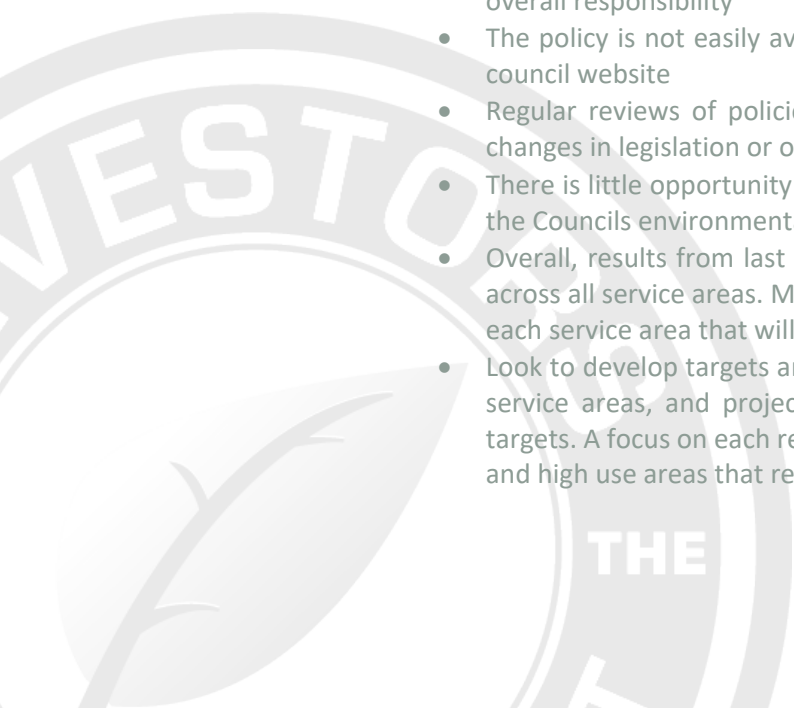 overall responsibility
• The policy is not easily av
council website
• Regular reviews of polici
changes in legislation or o
• There is little opportunity
the Councils environment
• Overall, results from last
across all service areas. M
each service area that will
• Look to develop targets a
service areas, and projec
targets. A focus on each re
and high use areas that re
VESTORS
THE